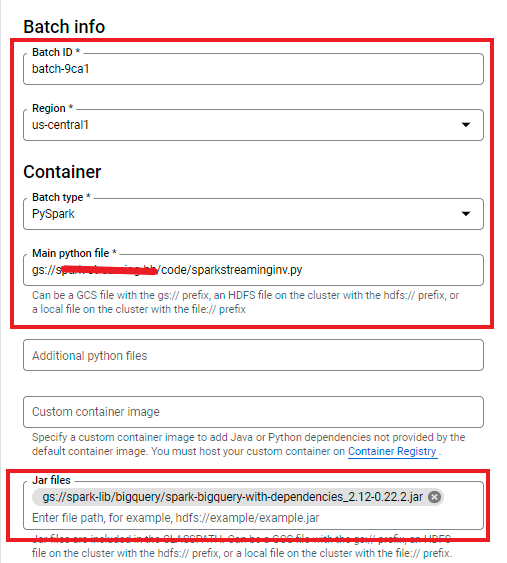 Batch info
Batch ID *
batch-9ca1
Region *
us-central1
Container
Batch type *
PySpark
Main python file *
gs:// /code/sparkstreaminginv.py
Can be a GCS file with the gs:// prefix, an HDFS file on the cluster with the hdfs:// prefix, or
a local file on the cluster with the file:// prefix
Additional python files
Custom container image
Specify a custom container image to add Java or Python dependencies not provided by the
default container image. You must host your custom container on Container Registry .
Jar files
gs://spark-lib/bigquery/spark-bigquery-with-dependencies_2.12-0.22.2.jar
Enter file path, for example, hdfs://example/example.jar
Jar files are included in the CLASSPATH. Can be a GCS file with the gs:// prefix, an HDFS
file on the cluster with the hdfs:// prefix, or a local file on the cluster with the file:// prefix.